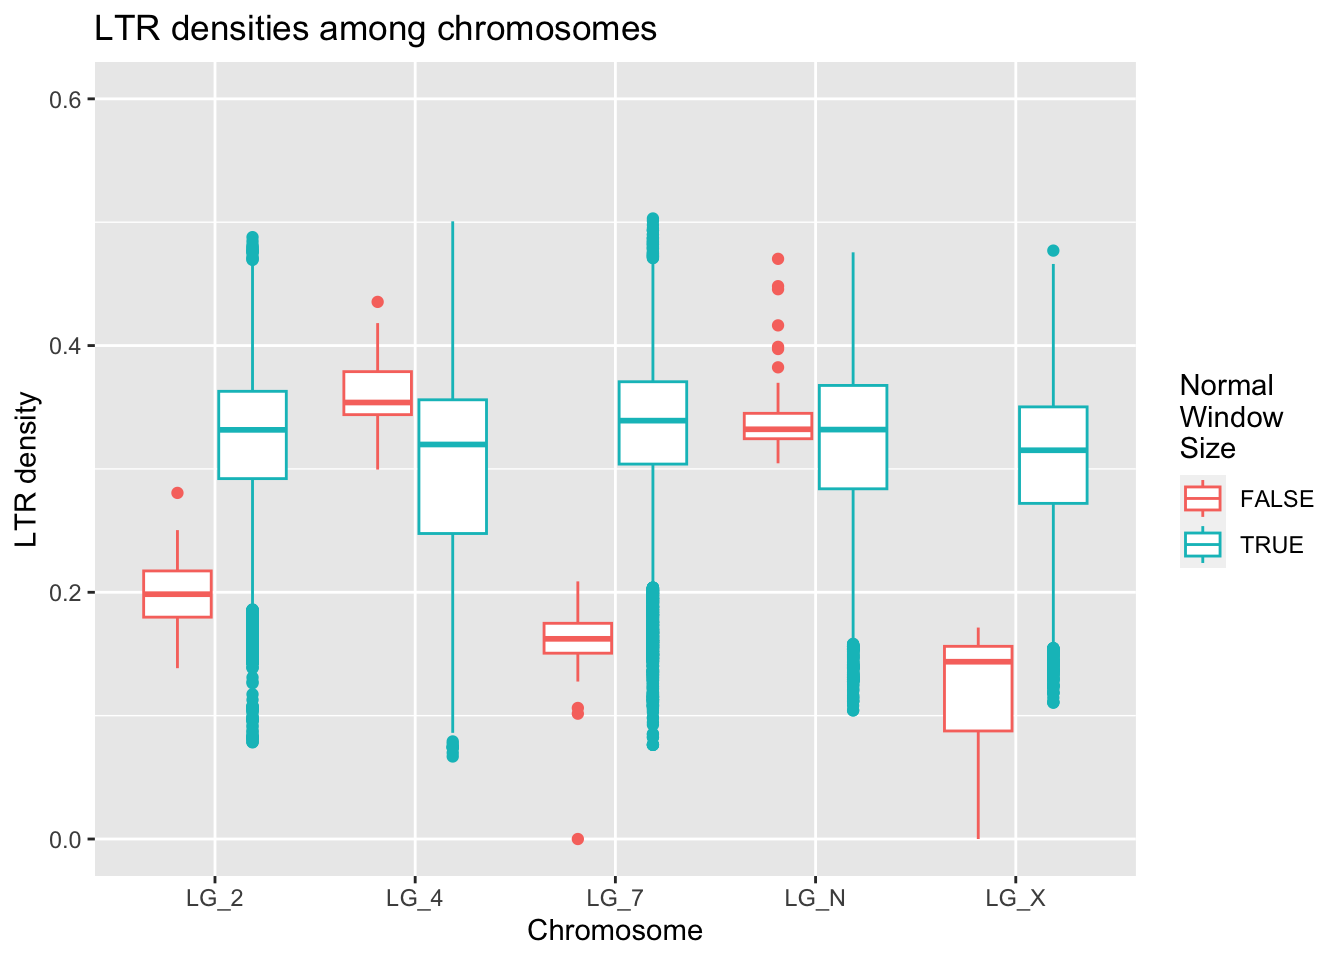 LTR densities among chromosomes
0.6
0.4
0.2
0.0
LTR density
LG_2 LG_4 LG_7 LG_N LG_X
Chromosome
Normal
Window
Size
FALSE
TRUE